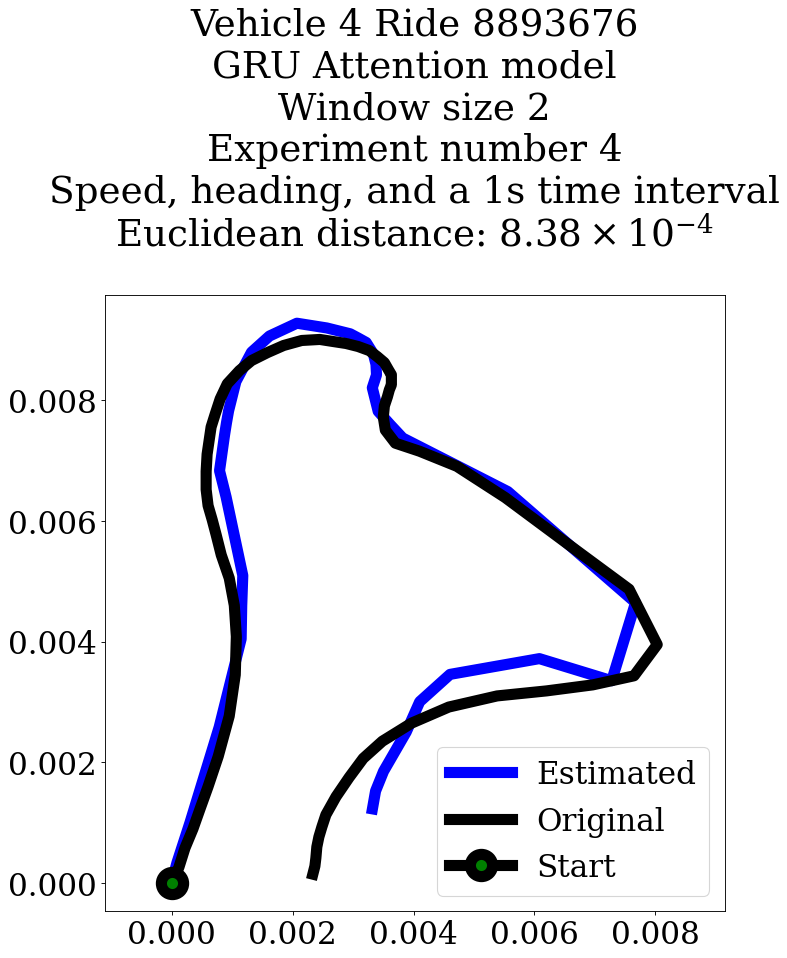 Vehicle 4 Ride 8893676
GRU Attention model
Window size 2
Experiment number 4
Speed, heading, and a 1s time interval
Euclidean distance: 8.38 × 10⁻⁴
0.008
0.006
0.004
0.002
0.000
Estimated
Original
Start
0.000 0.002 0.004 0.006 0.008